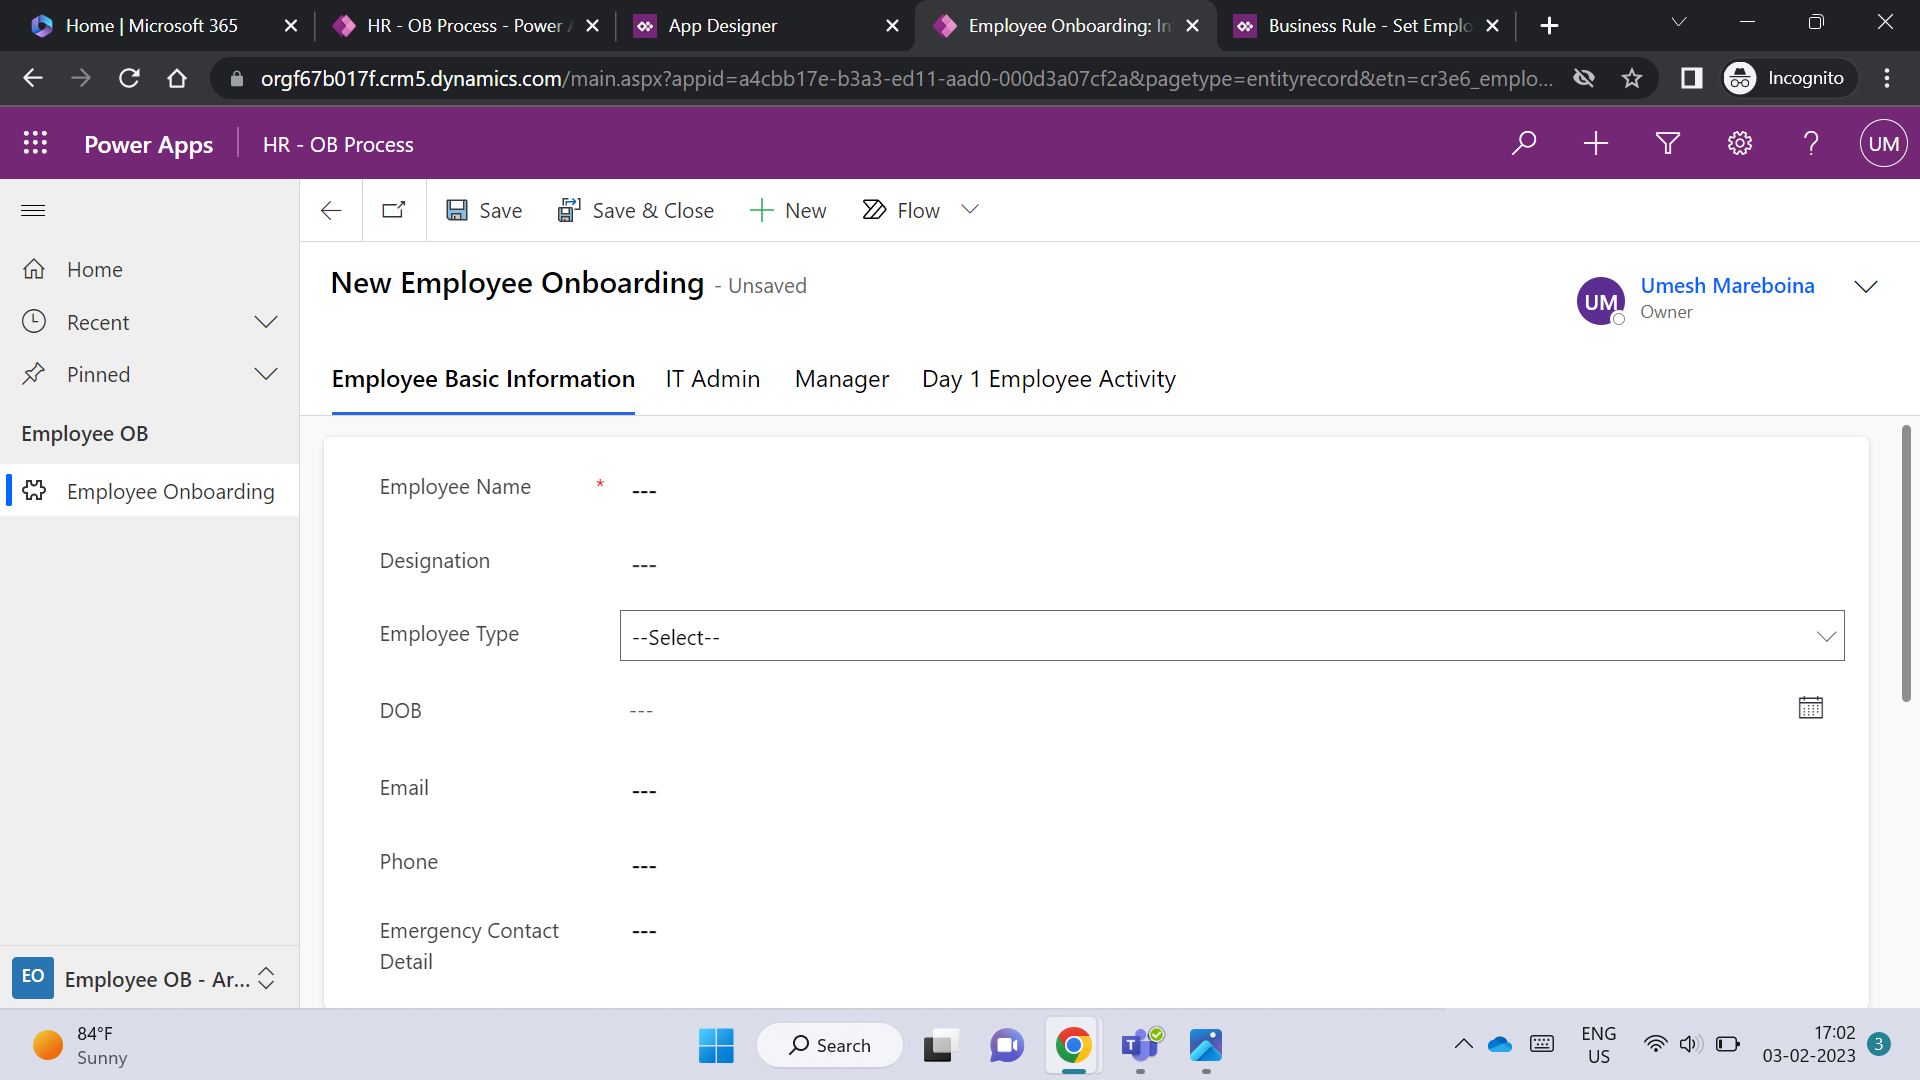 Home | Microsoft 365
HR - OB Process - Power A
App Designer
Employee Onboarding: In
Business Rule - Set Emplo
orgf67b017f.crm5.dynamics.com/main.aspx?appid=a4cbb17e-b3a3-ed11-aad0-000d3a07cf2a&pagetype=entityrecord&etn=cr3e6_emplo...
Incognito
Power Apps
HR - OB Process
UM
Save
Save & Close
New
Flow
Home
Recent
Pinned
Employee OB
Employee Onboarding
New Employee Onboarding - Unsaved
UM
Umesh Mareboina
Owner
Employee Basic Information
IT Admin
Manager
Day 1 Employee Activity
Employee Name * ---
Designation ---
Employee Type --Select--
DOB ---
Email ---
Phone ---
Emergency Contact ---
Detail
EO
Employee OB - Ar...
84°F
Sunny
Search
T
ENG
US
17:02
03-02-2023
3